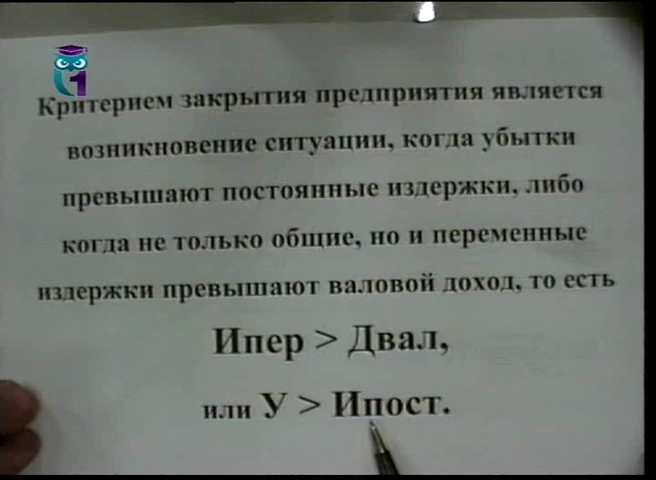 1
Критерием закрытия предприятия является
возникновение ситуации, когда убытки
превышают постоянные издержки, либо
когда не только общие, но и переменные
издержки превышают валовой доход, то есть
Ипер > Двал,
или У > Ипост.